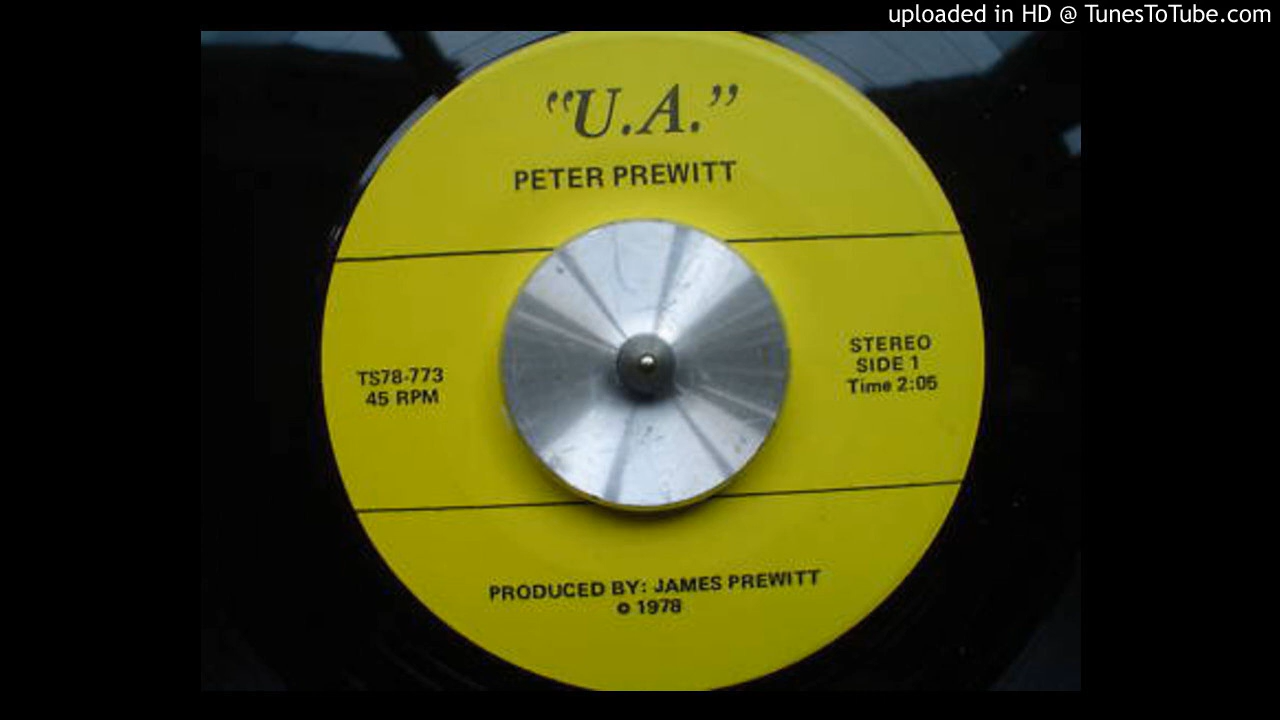 uploaded in HD @ TunesToTube.com
“U.A.”
PETER PREWITT
TS78-773
45 RPM
STEREO
SIDE 1
Time 2:05
PRODUCED BY: JAMES PREWITT
© 1978